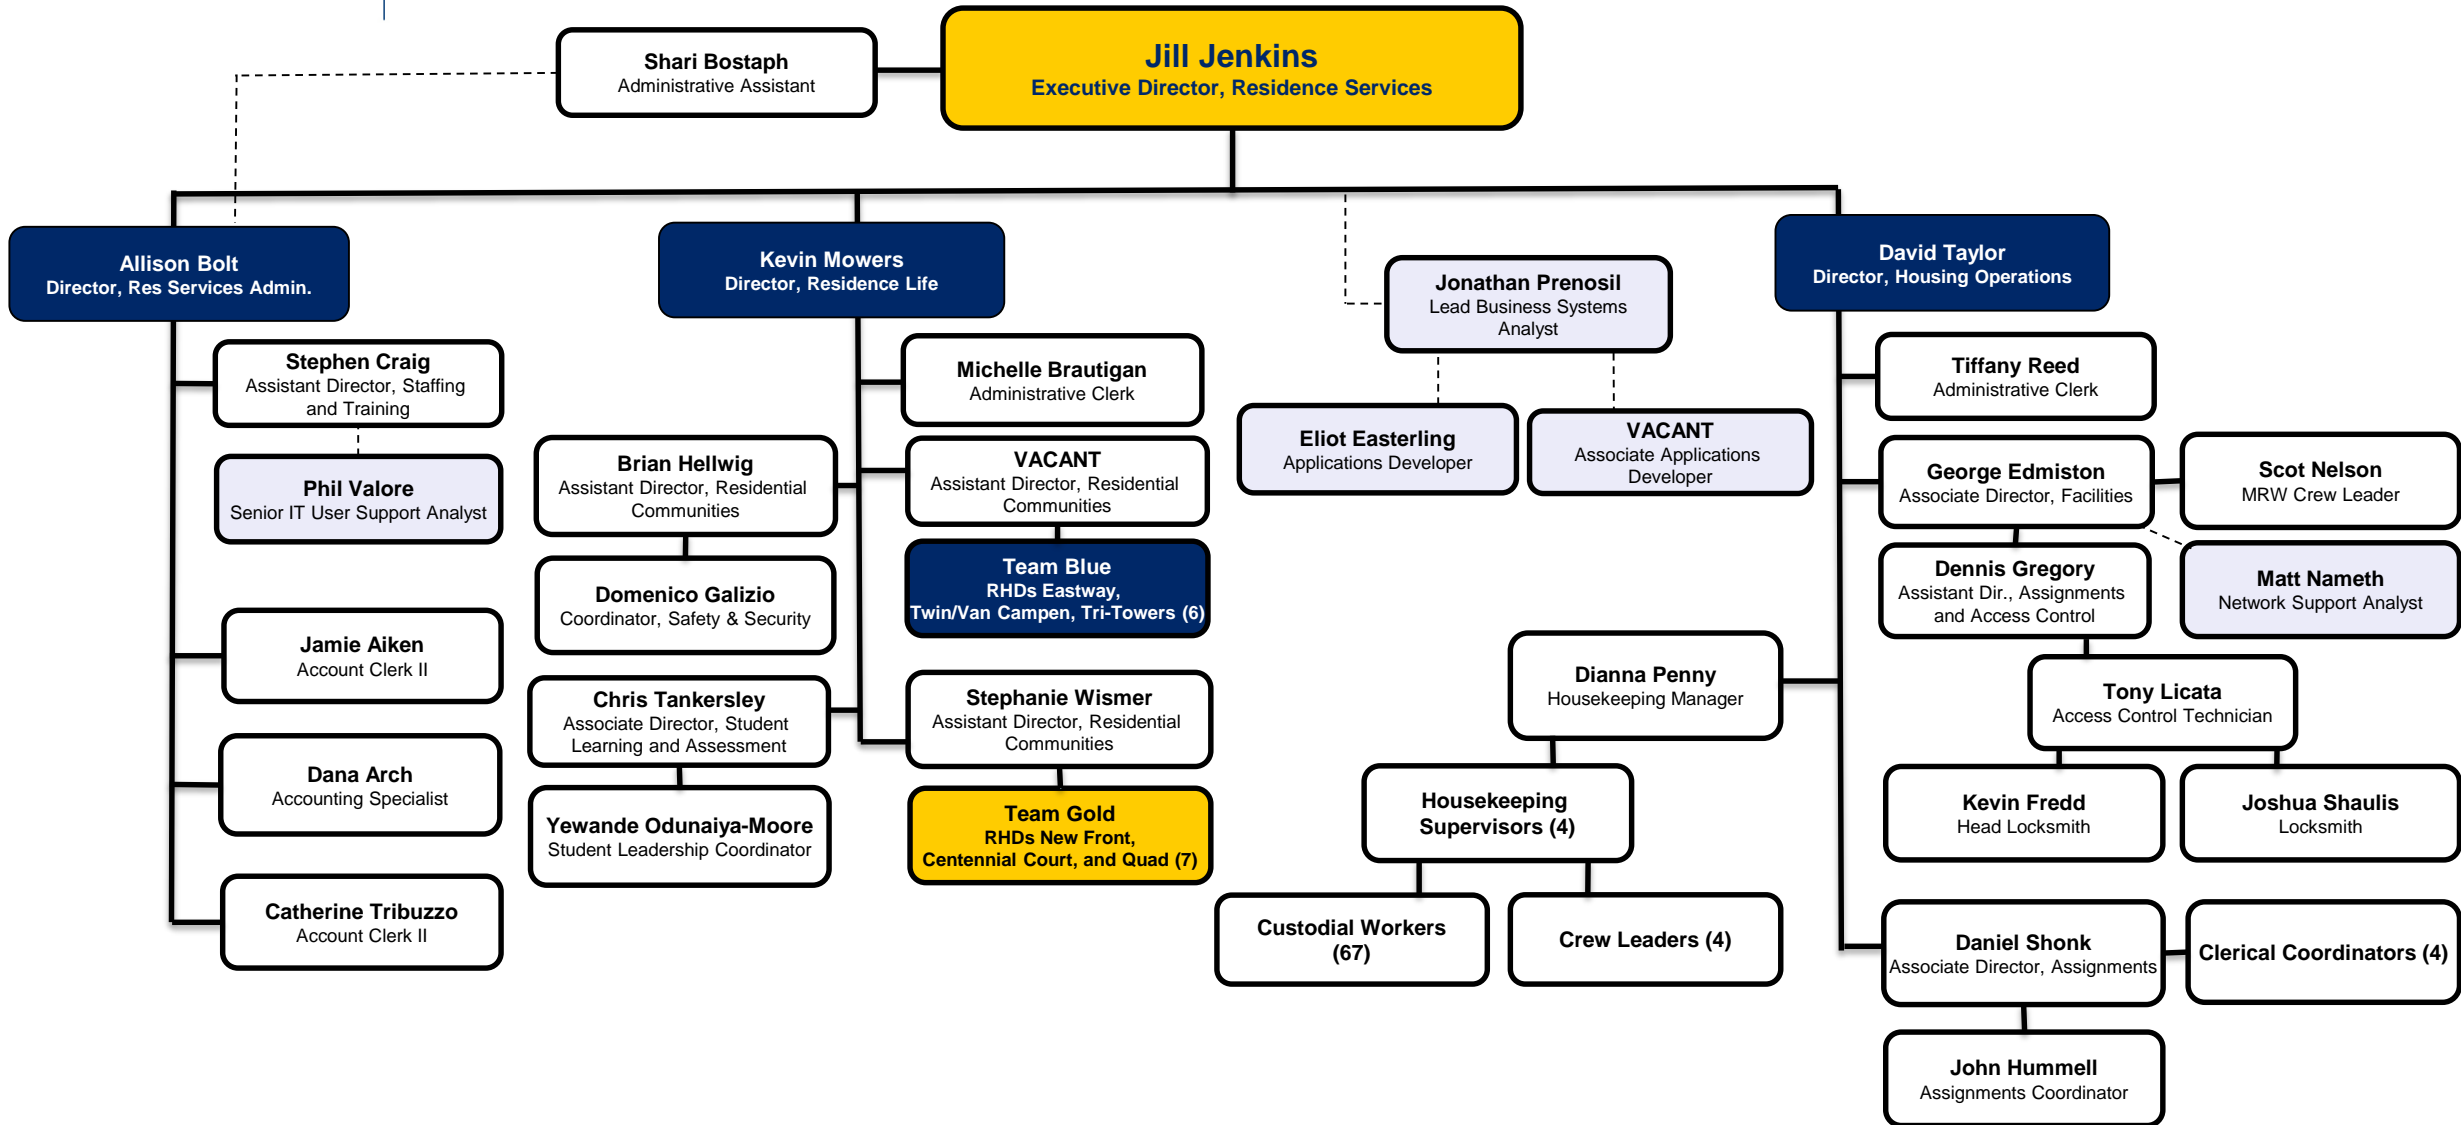 Jill Jenkins
Executive Director, Residence Services
Shari Bostaph
Administrative Assistant
Allison Bolt
Director, Res Services Admin.
Stephen Craig
Assistant Director, Staffing
and Training
Phil Valore
Senior IT User Support Analyst
Jamie Aiken
Account Clerk II
Dana Arch
Accounting Specialist
Catherine Tribuzzo
Account Clerk II
Kevin Mowers
Director, Residence Life
Michelle Brautigan
Administrative Clerk
Brian Hellwig
Assistant Director, Residential
Communities
Domenico Galizio
Coordinator, Safety & Security
VACANT
Assistant Director, Residential
Communities
Team Blue
RHDs Eastway,
Twin/Van Campen, Tri-Towers (6)
Chris Tankersley
Associate Director, Student
Learning and Assessment
Yewande Odunaiya-Moore
Student Leadership Coordinator
Stephanie Wismer
Assistant Director, Residential
Communities
Team Gold
RHDs New Front,
Centennial Court, and Quad (7)
Jonathan Prenosil
Lead Business Systems
Analyst
Eliot Easterling
Applications Developer
VACANT
Associate Applications
Developer
David Taylor
Director, Housing Operations
Tiffany Reed
Administrative Clerk
George Edmiston
Associate Director, Facilities
Scot Nelson
MRW Crew Leader
Dennis Gregory
Assistant Dir., Assignments
and Access Control
Matt Nameth
Network Support Analyst
Tony Licata
Access Control Technician
Kevin Fredd
Head Locksmith
Joshua Shaulis
Locksmith
Dianna Penny
Housekeeping Manager
Housekeeping
Supervisors (4)
Custodial Workers
(67)
Crew Leaders (4)
Daniel Shonk
Associate Director, Assignments
Clerical Coordinators (4)
John Hummell
Assignments Coordinator